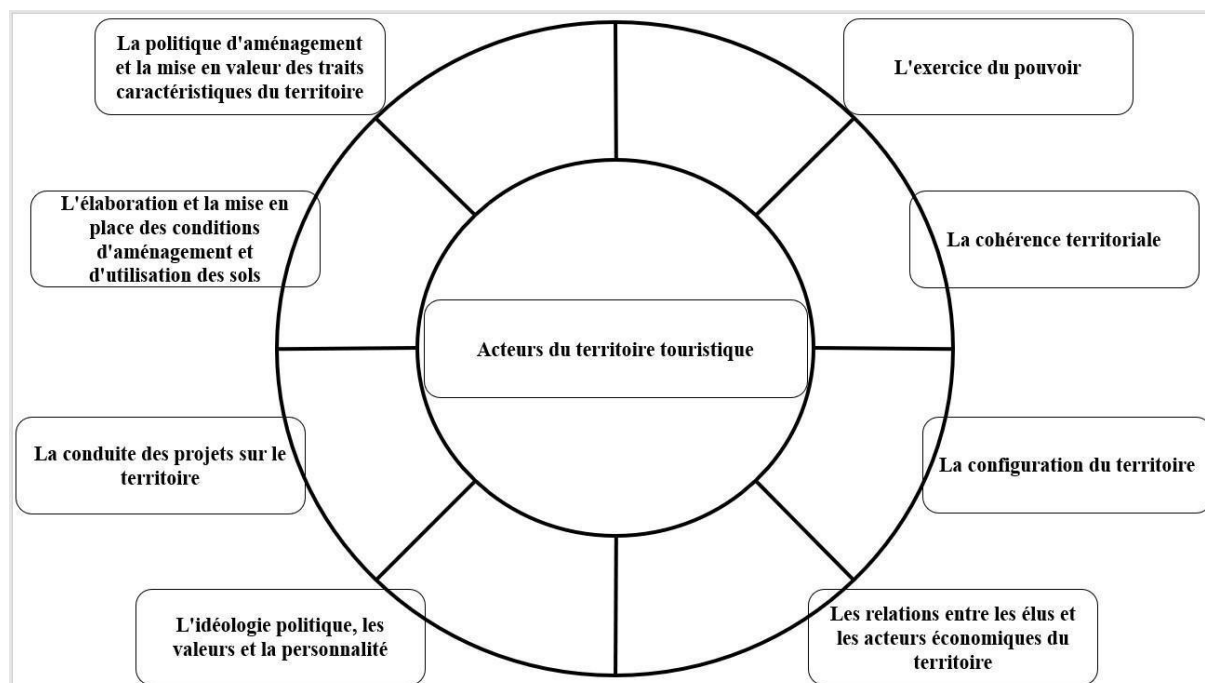 La politique d'aménagement
et la mise en valeur des traits
caractéristiques du territoire
L'exercice du pouvoir
L'élaboration et la mise en
place des conditions
d'aménagement et
d'utilisation des sols
La cohérence territoriale
Acteurs du territoire touristique
La conduite des projets sur le
territoire
La configuration du territoire
L'idéologie politique, les
valeurs et la personnalité
Les relations entre les élus et
les acteurs économiques du
territoire